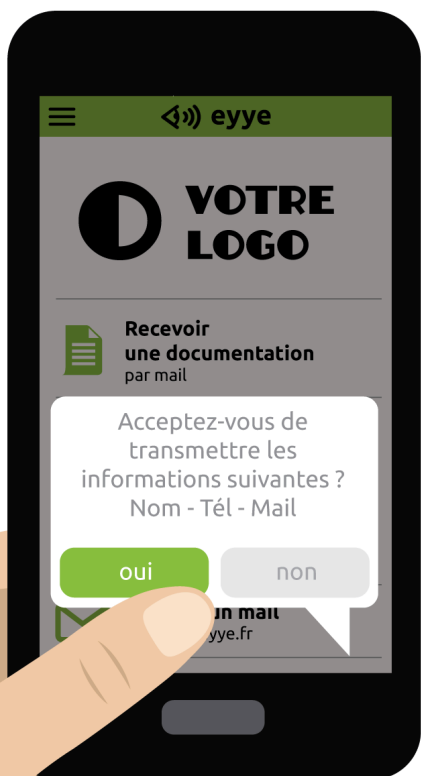 eyye
VOTRE
LOGO
Recevoir
une documentation
par mail
Acceptez-vous de
transmettre les
informations suivantes ?
Nom - Tél - Mail
oui
non
un mail
yye.fr